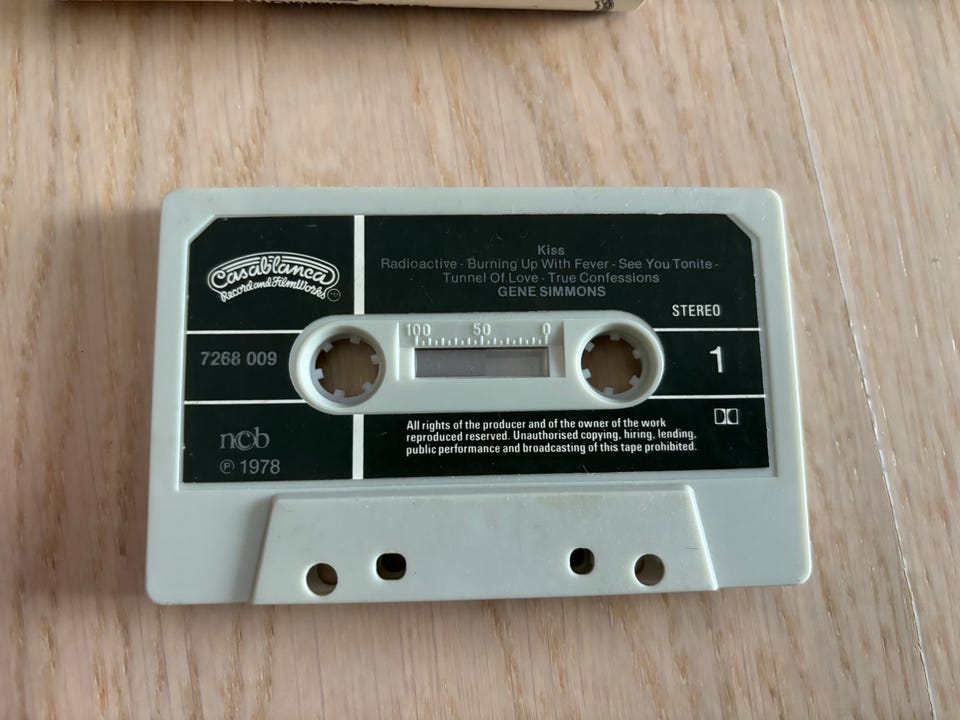 Casablanca
Record and FilmWorks
Kiss
Radioactive - Burning Up With Fever - See You Tonite -
Tunnel Of Love - True Confessions
GENE SIMMONS
STEREO
100 50 0
7268 009
1
ncb
℗ 1978
All rights of the producer and of the owner of the work
reproduced reserved. Unauthorised copying, hiring, lending,
public performance and broadcasting of this tape prohibited.